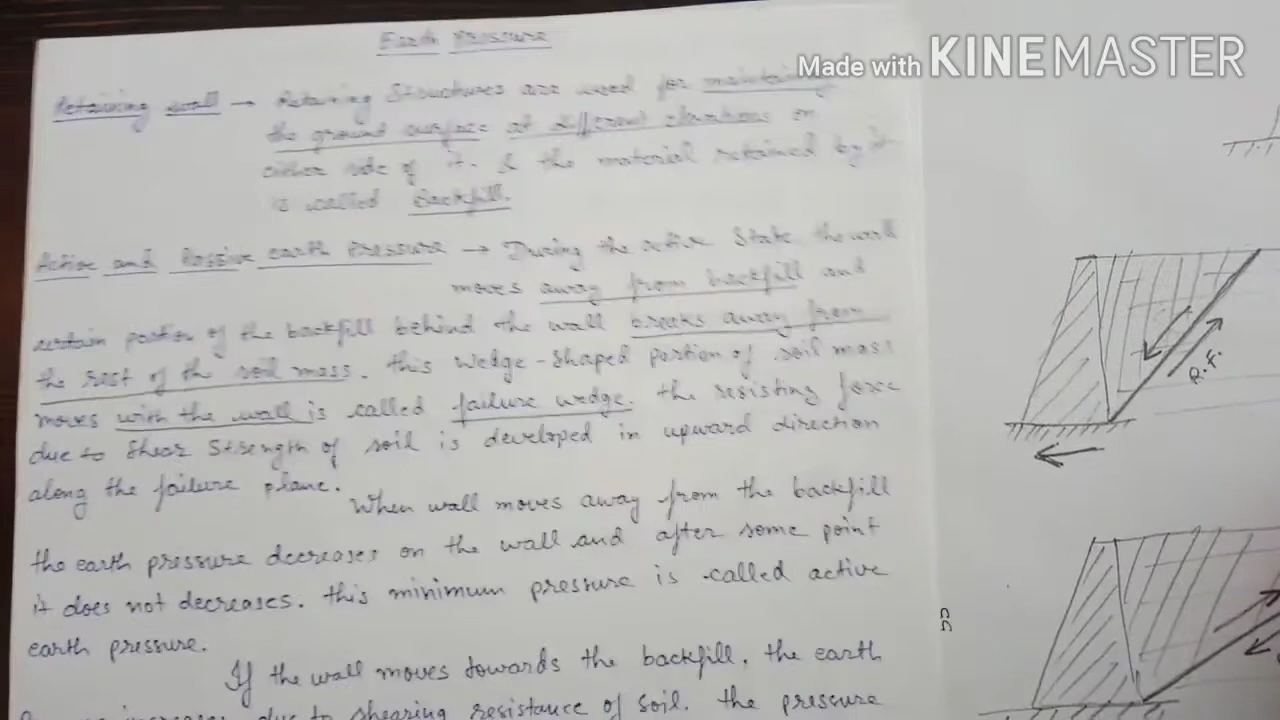 Made with KINEMASTER
Earth Pressure
Retaining wall → Retaining Structures are used for maintaining
the ground surface at different elevations on
either side of it. & the material retained by it
is called Backfill.
Active and Passive earth Pressure → During the active State the wall
moves away from backfill and
certain portion of the backfill behind the wall breaks away from
the rest of the soil mass. this wedge-shaped portion of soil mass
moves with the wall is called failure wedge. the resisting force
due to Shear Strength of soil is developed in upward direction
along the failure plane.
When wall moves away from the backfill
the earth pressure decreases on the wall and after some point
it does not decreases. this minimum pressure is called active
earth pressure.
If the wall moves towards the backfill. the earth
due to shearing resistance of soil. the pressure
R.F.